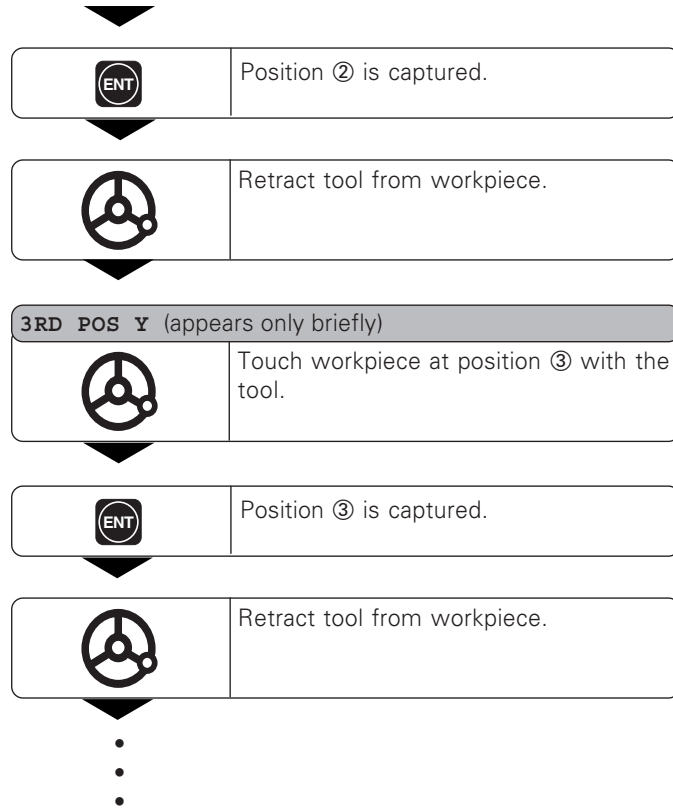 ENT
Position ② is captured.
Retract tool from workpiece.
3RD POS Y (appears only briefly)
Touch workpiece at position ③ with the
tool.
ENT
Position ③ is captured.
Retract tool from workpiece.